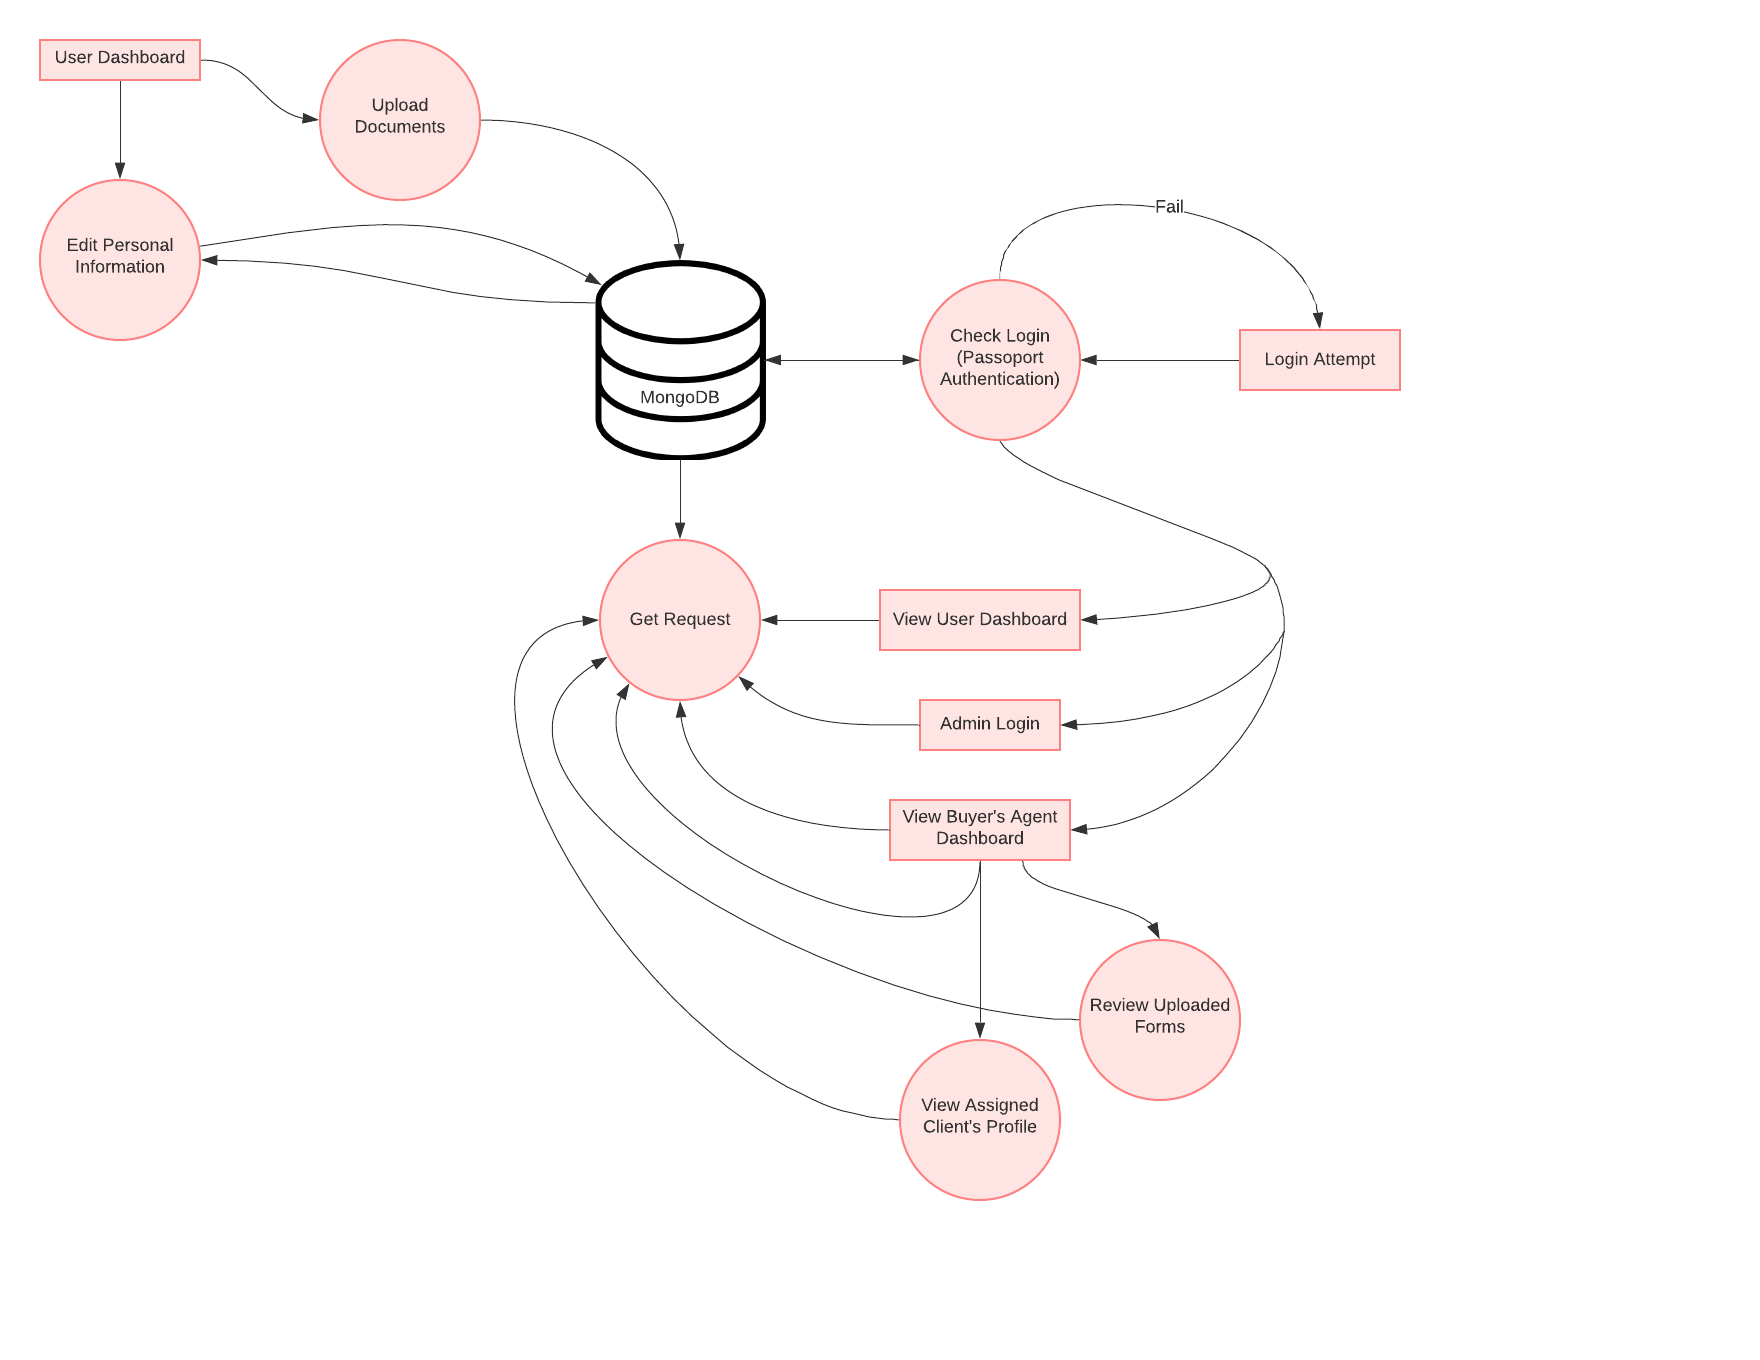 User Dashboard
Upload
Documents
Edit Personal
Information
Fail
Check Login
(Passoport
Authentication)
Login Attempt
MongoDB
Get Request
View User Dashboard
Admin Login
View Buyer's Agent
Dashboard
Review Uploaded
Forms
View Assigned
Client's Profile